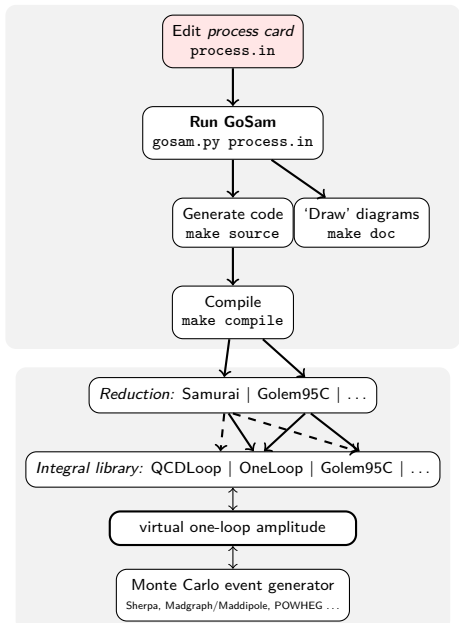 Edit process card
process.in
Run GoSam
gosam.py process.in
Generate code
make source
‘Draw’ diagrams
make doc
Compile
make compile
Reduction: Samurai | Golem95C | ...
Integral library: QCDLoop | OneLoop | Golem95C | ...
virtual one-loop amplitude
Monte Carlo event generator
Sherpa, Madgraph/Maddipole, POWHEG ...